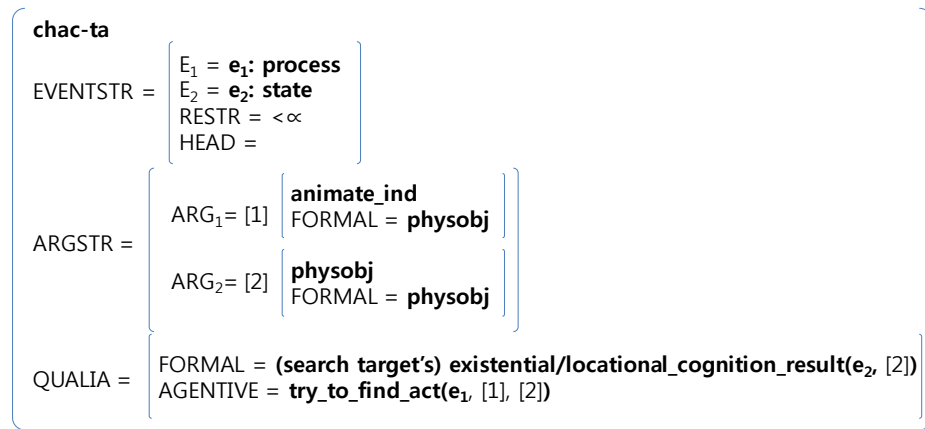 chac-ta
EVENTSTR =
E₁ = e₁: process
E₂ = e₂: state
RESTR = <∝
HEAD =
ARGSTR =
ARG₁= [1]
animate_ind
FORMAL = physobj
ARG₂= [2]
physobj
FORMAL = physobj
QUALIA =
FORMAL = (search target’s) existential/locational_cognition_result(e₂, [2])
AGENTIVE = try_to_find_act(e₁, [1], [2])